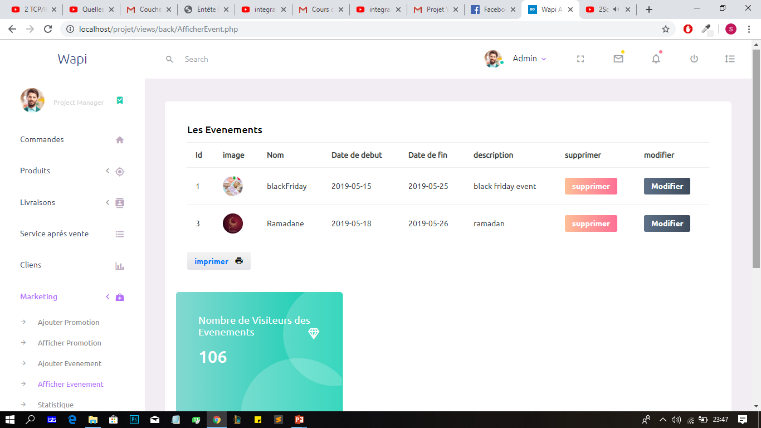 2 TCP/I
Quelles
Couche
Entête
integra
Cours
integra
Projet
Facebo
Wapi A
2S:
localhost/projet/views/back/AfficherEvent.php
S
Wapi
Search
Admin
Project Manager
Commandes
Produits
Livraisons
Service aprés vente
Cliens
Marketing
Ajouter Promotion
Afficher Promotion
Ajouter Evenement
Afficher Evenement
Statistique
Les Evenements
Id image Nom Date de debut Date de fin description supprimer modifier
1 blackFriday 2019-05-15 2019-05-25 black friday event supprimer Modifier
3 Ramadane 2019-05-18 2019-05-26 ramadan supprimer Modifier
imprimer
Nombre de Visiteurs des
Evenements
106
23:47